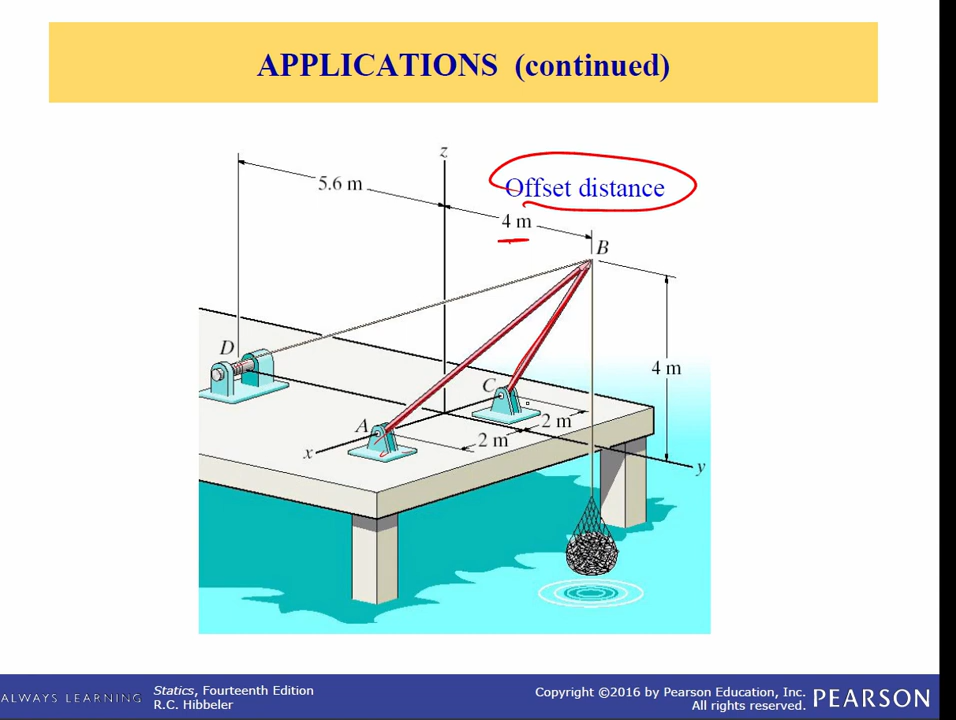 APPLICATIONS (continued)
z
5.6 m
Offset distance
4 m
B
D
4 m
C
A
2 m
2 m
x
y
ALWAYS LEARNING
Statics, Fourteenth Edition
R.C. Hibbeler
Copyright ©2016 by Pearson Education, Inc.
All rights reserved.
PEARSON